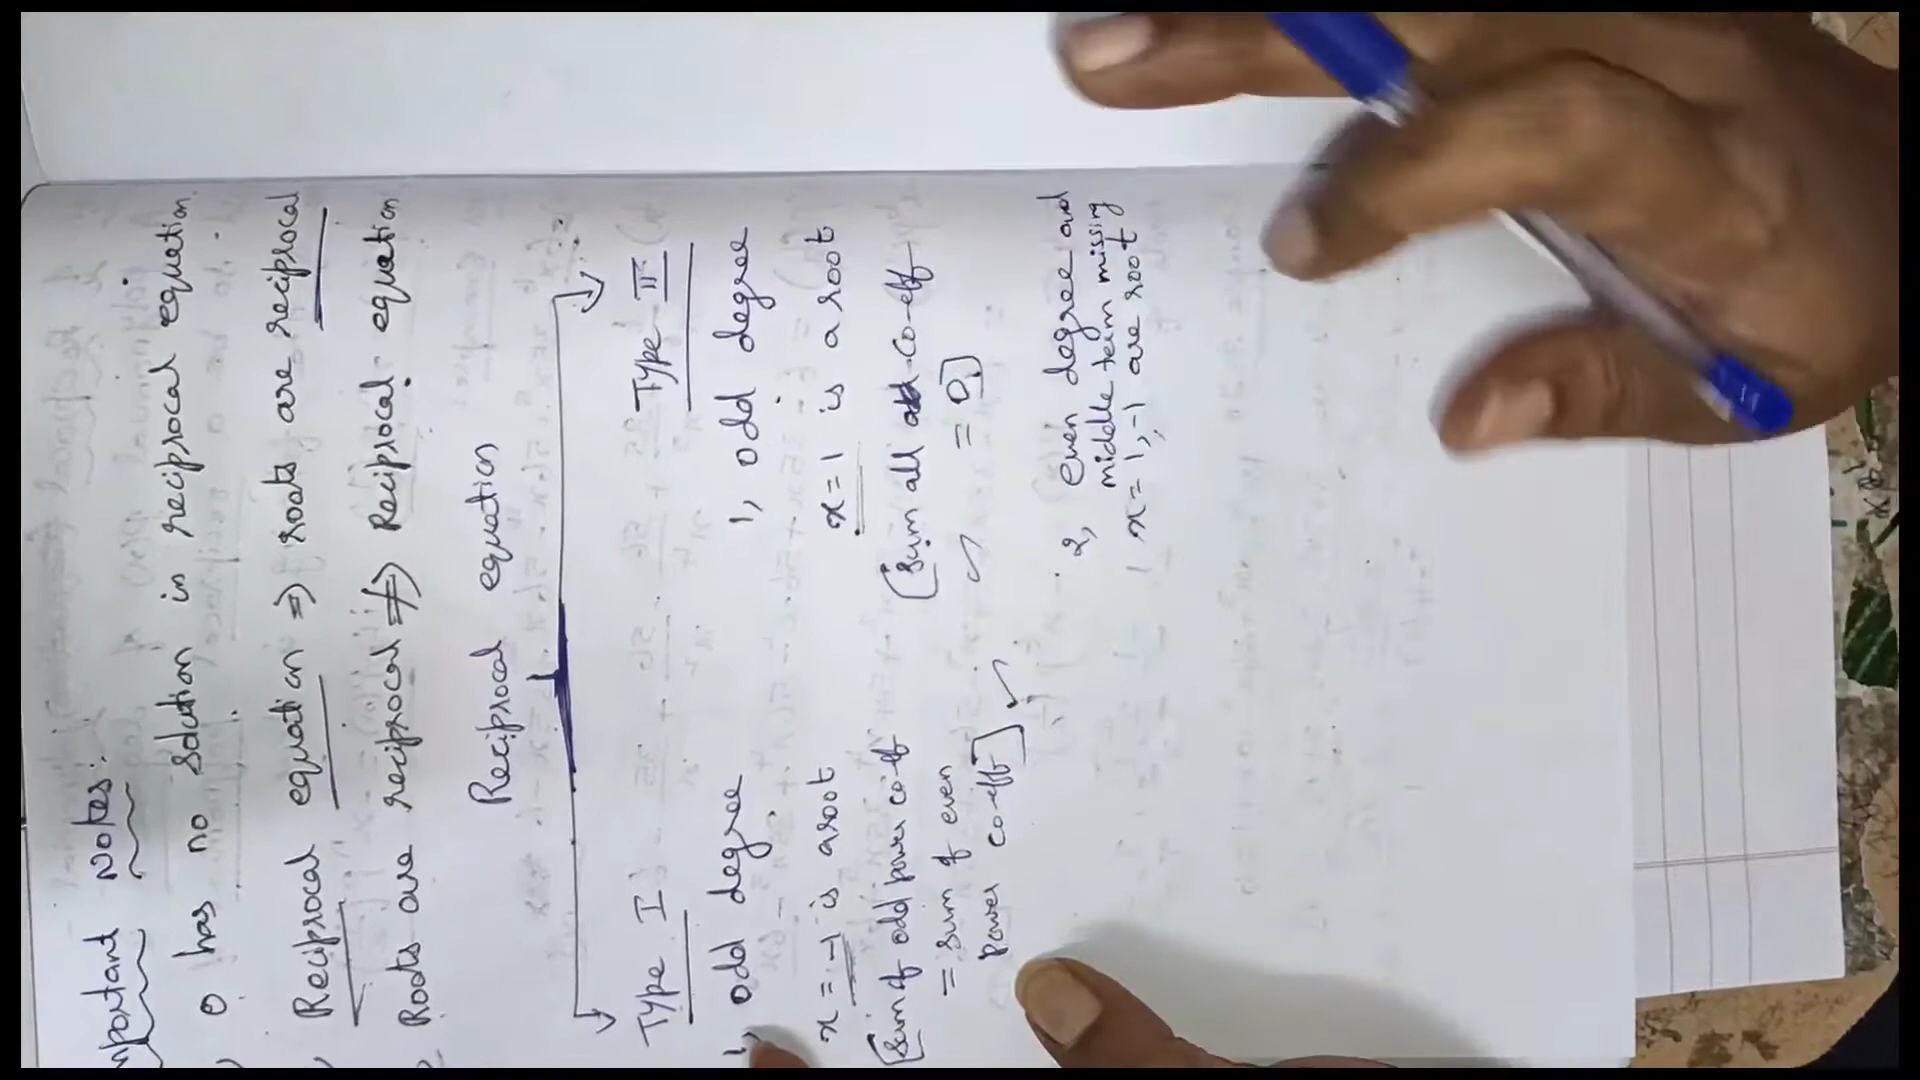 mportant Notes:
) 0 has no solution in reciprocal equation.
) Reciprocal equation ⇒ roots are reciprocal
) Roots are reciprocal ⇏ Reciprocal equation
Reciprocal equation
Type I
1, odd degree
x = -1 is a root
[Sum of odd power co-eff
= sum of even
power co-eff]
Type II
1, odd degree
x = 1 is a root
[Sum all co-eff
= 0]
2, even degree and
middle term missing
x = 1, -1 are root